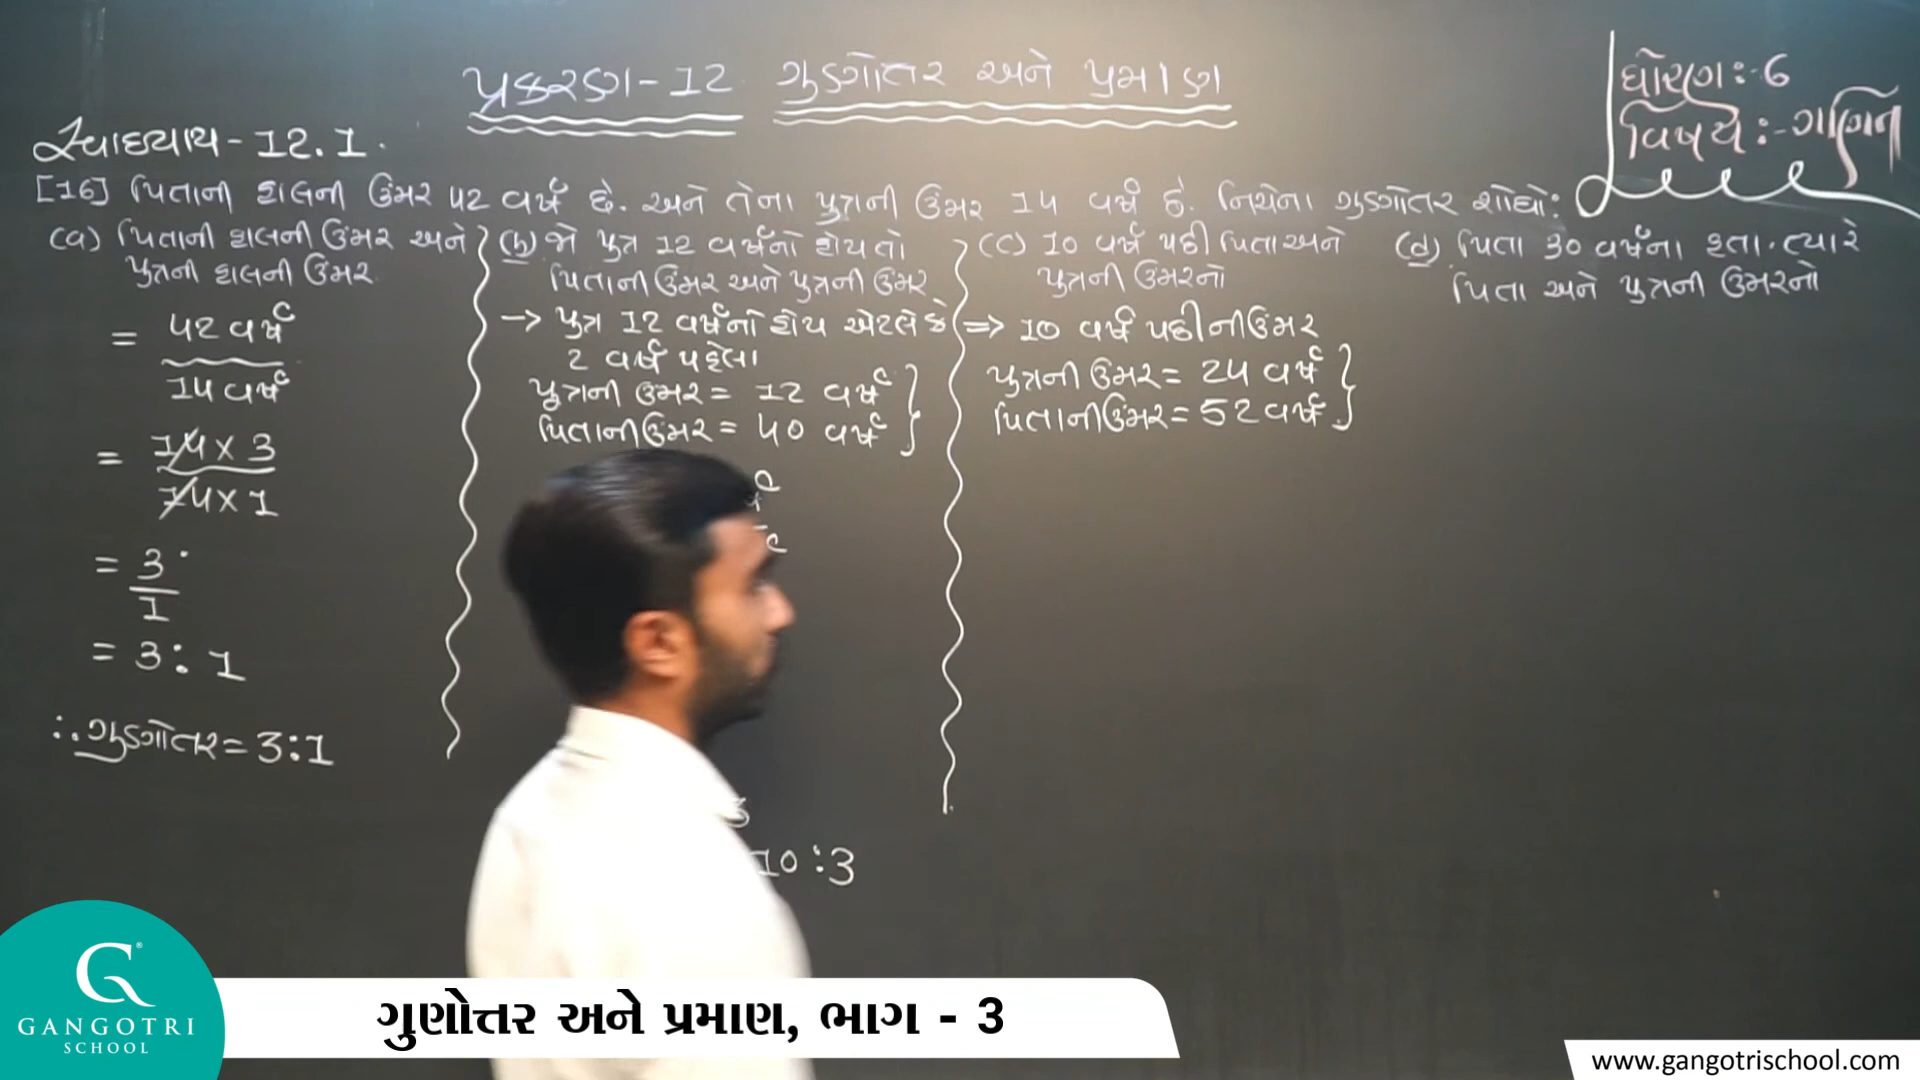 પ્રકરણ-12 ગુણોત્તર અને પ્રમાણ
ધોરણ:-6
વિષય:-ગણિત
સ્વાધ્યાય-12.1.
[16] પિતાની હાલની ઉંમર 42 વર્ષ છે. અને તેના પુત્રની ઉંમર 14 વર્ષ છે. નિચેના ગુણોત્તર શોધો:
(a) પિતાની હાલની ઉંમર અને
પુત્રની હાલની ઉંમર
= 42 વર્ષ
14 વર્ષ
= 14 x 3
14 x 1
= 3
1
= 3:1
∴ ગુણોત્તર = 3:1
(b) જો પુત્ર 12 વર્ષનો હોય તો
પિતાની ઉંમર અને પુત્રની ઉંમર
→ પુત્ર 12 વર્ષનો હોય એટલે કે
2 વર્ષ પહેલા
પુત્રની ઉંમર = 12 વર્ષ
પિતાની ઉંમર = 40 વર્ષ
3
10:3
(c) 10 વર્ષ પછી પિતા અને
પુત્રની ઉંમરનો
=> 10 વર્ષ પછીની ઉંમર
પુત્રની ઉંમર = 24 વર્ષ
પિતાની ઉંમર = 52 વર્ષ
(d) પિતા 30 વર્ષના હતા. ત્યારે
પિતા અને પુત્રની ઉંમરનો
G®
GANGOTRI
SCHOOL
ગુણોત્તર અને પ્રમાણ, ભાગ - 3
www.gangotrischool.com